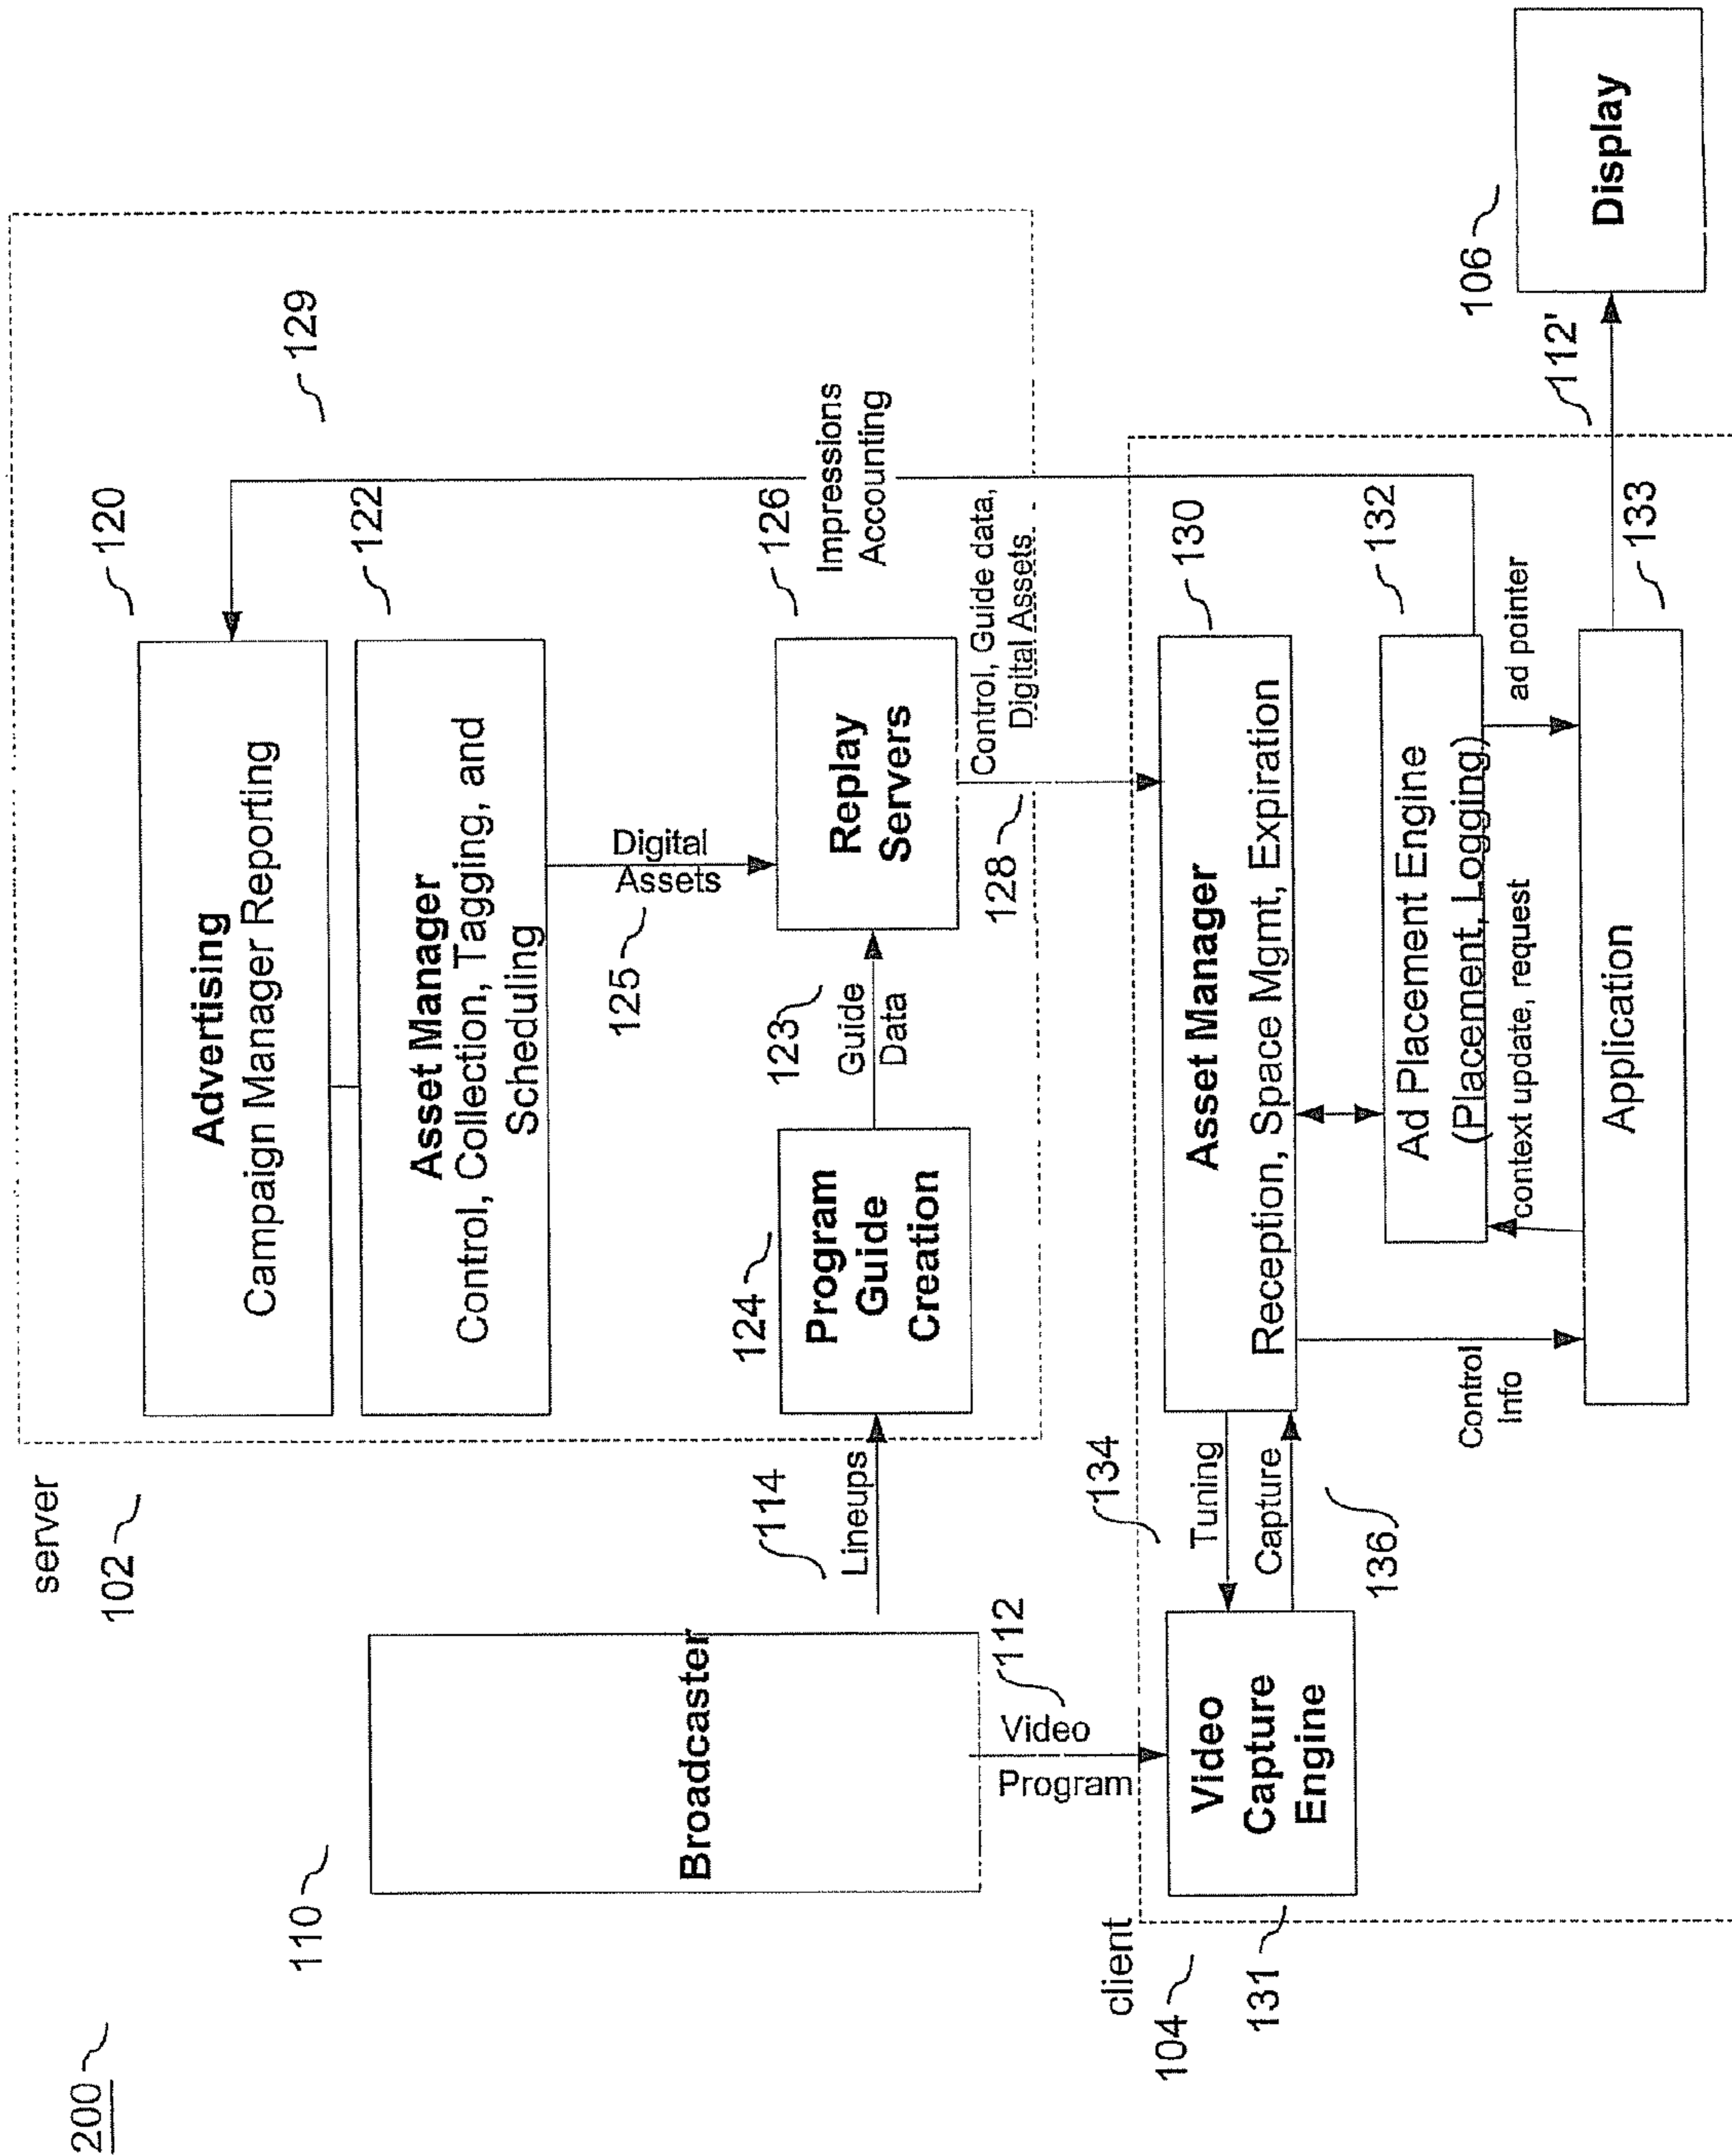 200
server
102
120
129
Advertising
Campaign Manager Reporting
122
Asset Manager
Control, Collection, Tagging, and
Scheduling
110
Broadcaster
114
Lineups
124
Program
Guide
Creation
123
Guide
Data
125
Digital
Assets
126
Replay
Servers
Impressions
Accounting
128
Control, Guide data,
Digital Assets
112
Video
Program
client
104
131
Video
Capture
Engine
134
Tuning
Capture
136
130
Asset Manager
Reception, Space Mgmt, Expiration
132
Ad Placement Engine
(Placement, Logging)
Control
Info
context update, request
ad pointer
Application
133
112'
106
Display